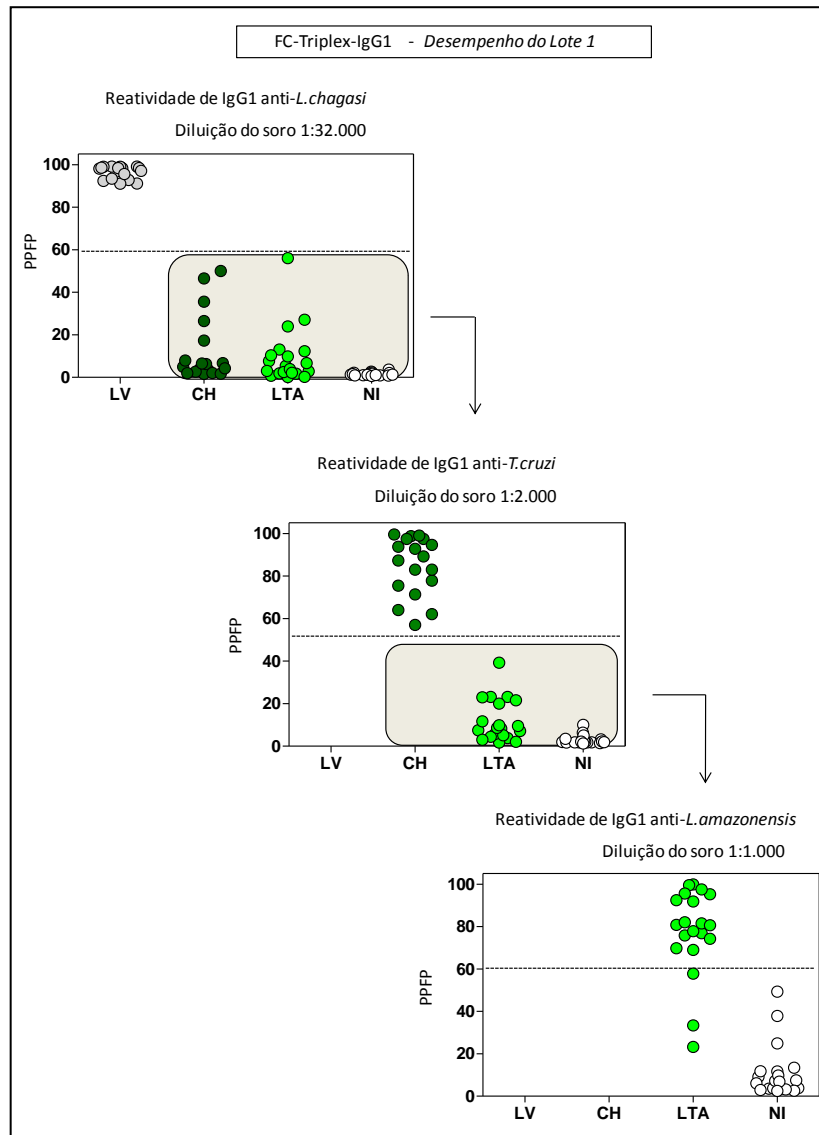 FC-Triplex-IgG1 - Desempenho do Lote 1
Reatividade de IgG1 anti-L.chagasi
Diluição do soro 1:32.000
100
80
60
40
20
0
PPFP
LV CH LTA NI
Reatividade de IgG1 anti-T.cruzi
Diluição do soro 1:2.000
100
80
60
40
20
0
PPFP
LV CH LTA NI
Reatividade de IgG1 anti-L.amazonensis
Diluição do soro 1:1.000
100
80
60
40
20
0
PPFP
LV CH LTA NI